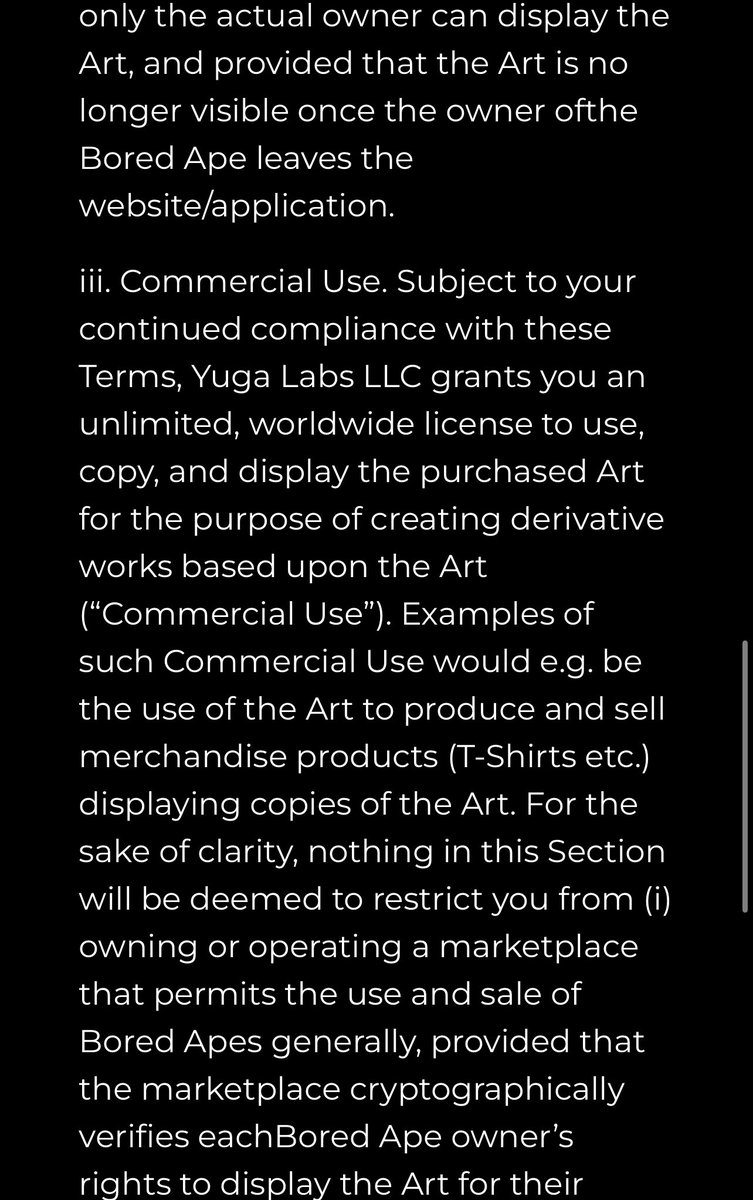 only the actual owner can display the
Art, and provided that the Art is no
longer visible once the owner ofthe
Bored Ape leaves the
website/application.
iii. Commercial Use. Subject to your
continued compliance with these
Terms, Yuga Labs LLC grants you an
unlimited, worldwide license to use,
copy, and display the purchased Art
for the purpose of creating derivative
works based upon the Art
(“Commercial Use”). Examples of
such Commercial Use would e.g. be
the use of the Art to produce and sell
merchandise products (T-Shirts etc.)
displaying copies of the Art. For the
sake of clarity, nothing in this Section
will be deemed to restrict you from (i)
owning or operating a marketplace
that permits the use and sale of
Bored Apes generally, provided that
the marketplace cryptographically
verifies eachBored Ape owner’s
rights to display the Art for their